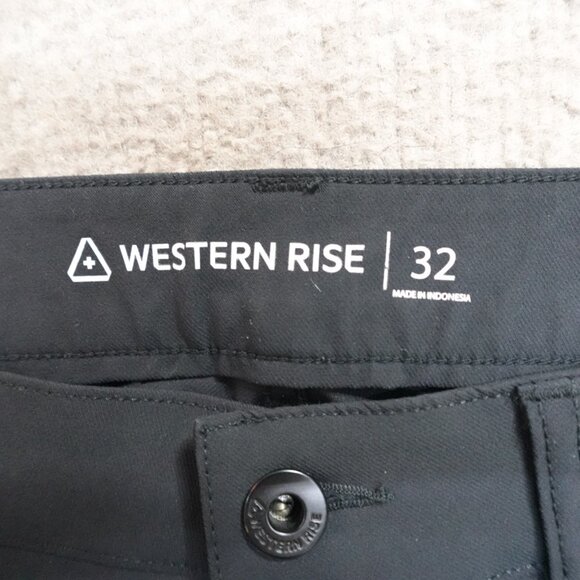 WESTERN RISE | 32
MADE IN INDONESIA
WESTERN RISE